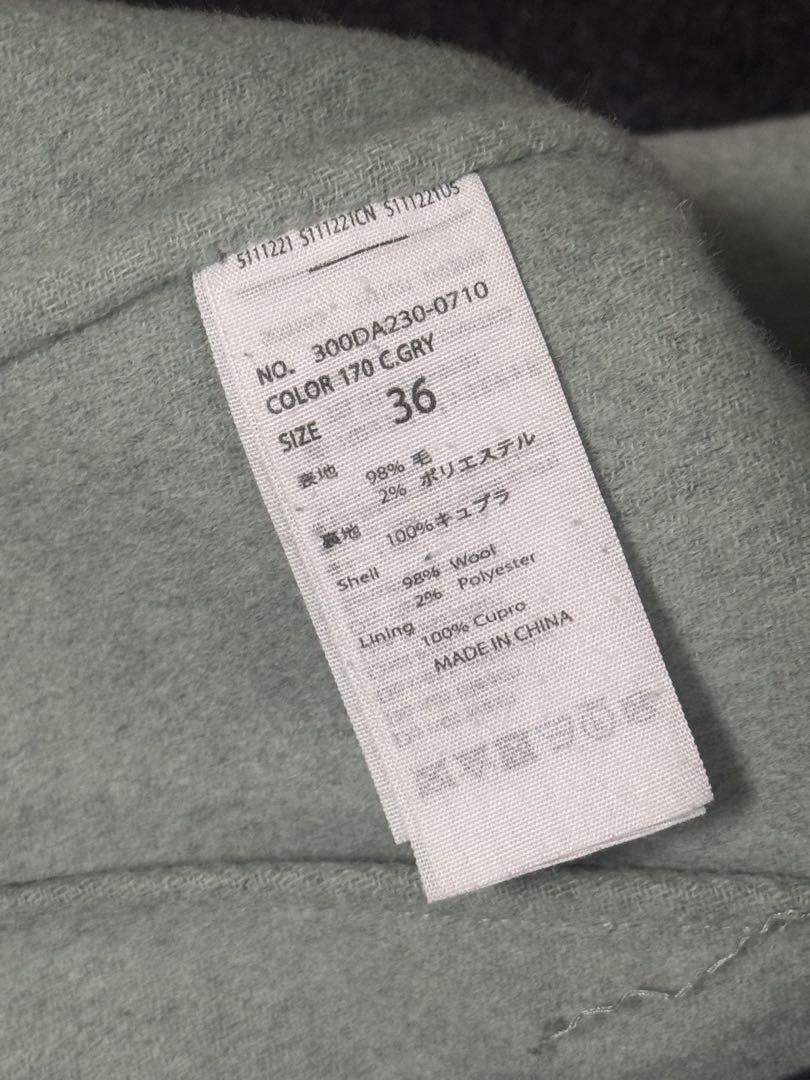 S111221 S111221CN S111221US
NO. 300DA230-0710
COLOR 170 C.GRY
SIZE 36
表地 98% 毛
2% ポリエステル
裏地 100%キュプラ
Shell 98% Wool
2% Polyester
Lining 100% Cupro
MADE IN CHINA